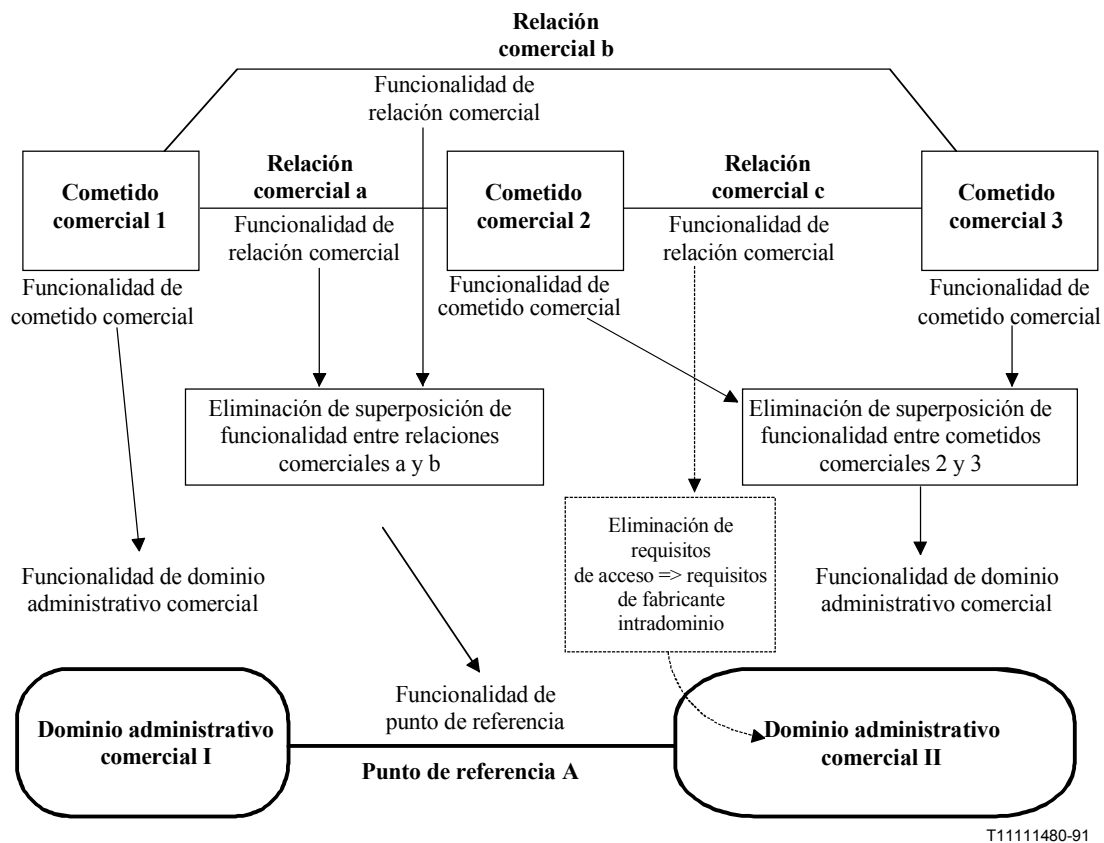 Relación
comercial b
Funcionalidad de
relación comercial
Cometido
comercial 1
Relación
comercial a
Cometido
comercial 2
Relación
comercial c
Cometido
comercial 3
Funcionalidad de
relación comercial
Funcionalidad de
relación comercial
Funcionalidad de
cometido comercial
Funcionalidad de
cometido comercial
Funcionalidad de
cometido comercial
Eliminación de superposición de
funcionalidad entre relaciones
comerciales a y b
Eliminación de superposición de
funcionalidad entre cometidos
comerciales 2 y 3
Eliminación de
requisitos
de acceso => requisitos
de fabricante
intradominio
Funcionalidad de dominio
administrativo comercial
Funcionalidad de dominio
administrativo comercial
Funcionalidad de
punto de referencia
Dominio administrativo
comercial I
Punto de referencia A
Dominio administrativo
comercial II
T11111480-91